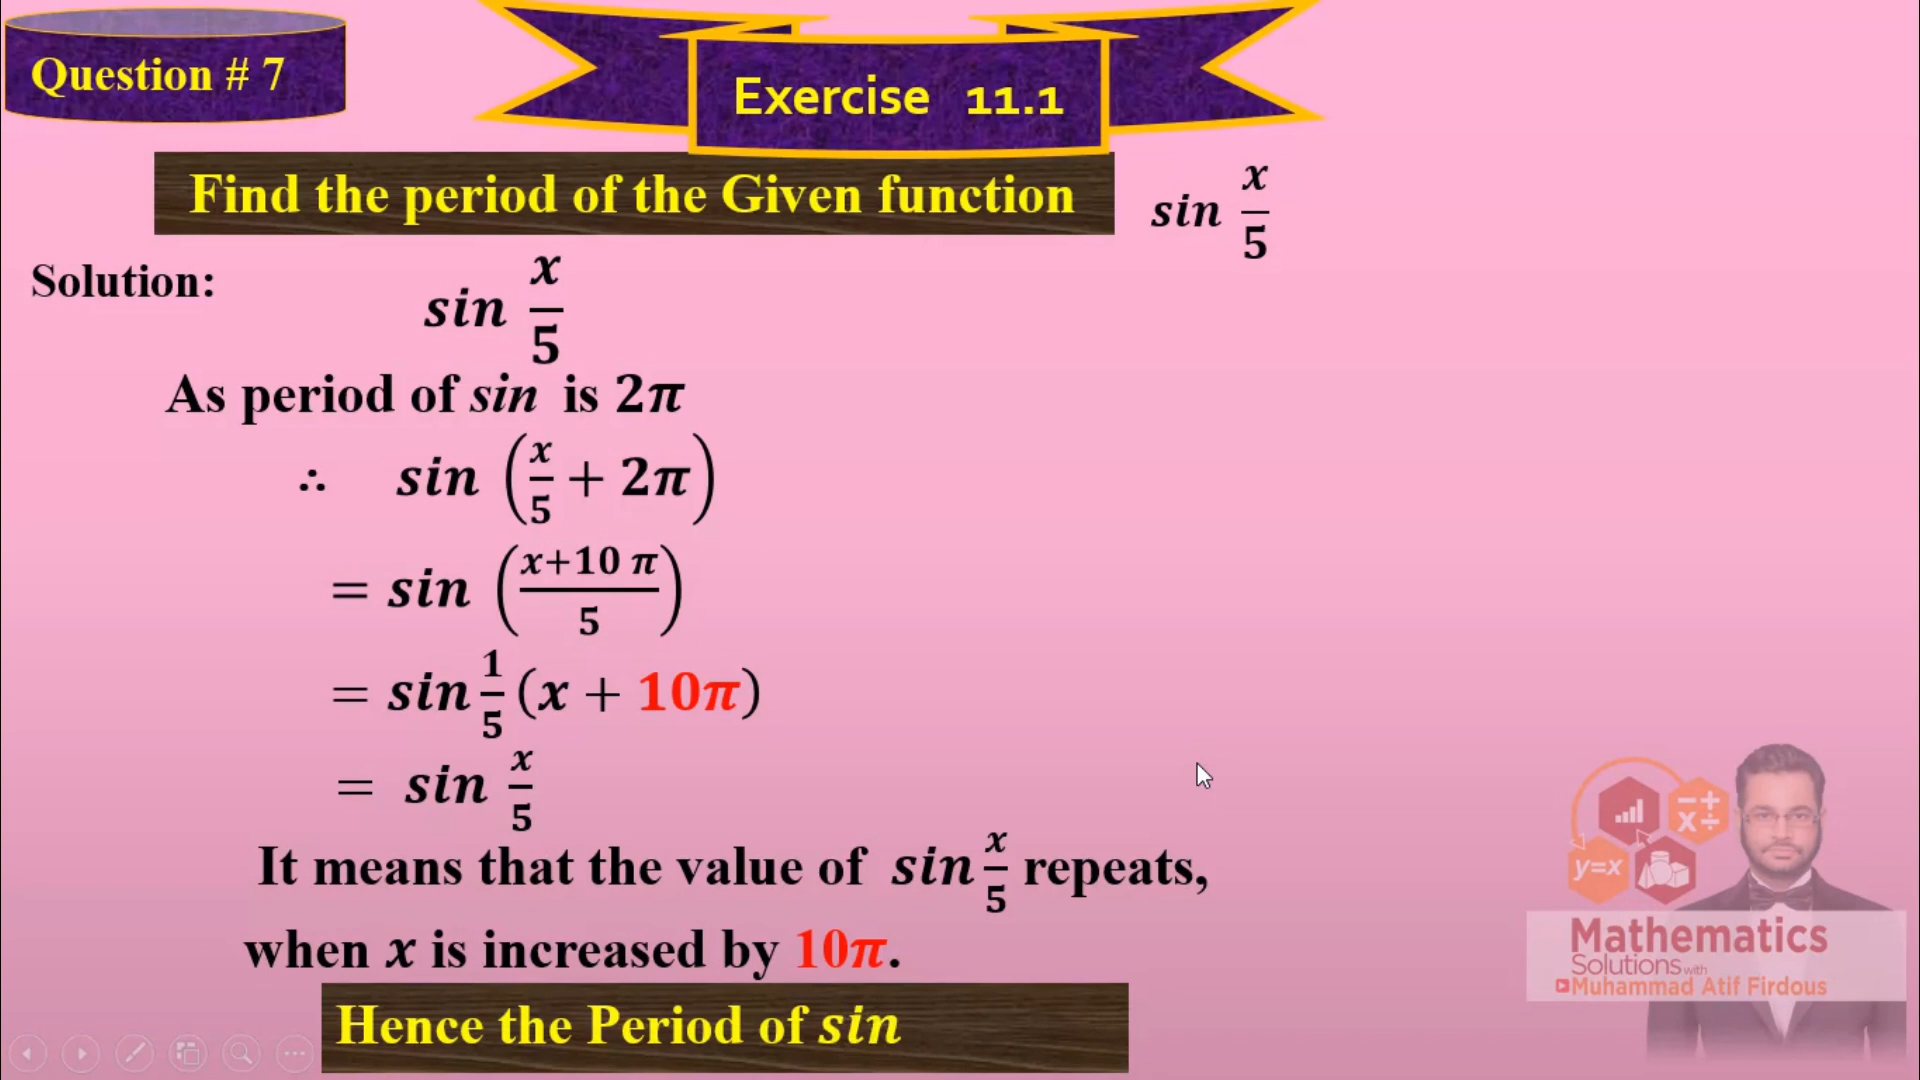 Question # 7
Exercise 11.1
Find the period of the Given function sin x/5
Solution:
sin x/5
As period of sin is 2π
∴ sin (x/5 + 2π)
= sin ((x+10 π)/5)
= sin 1/5 (x + 10π)
= sin x/5
It means that the value of sin x/5 repeats,
when x is increased by 10π.
Hence the Period of sin
y=x
Mathematics
Solutions with
Muhammad Atif Firdous